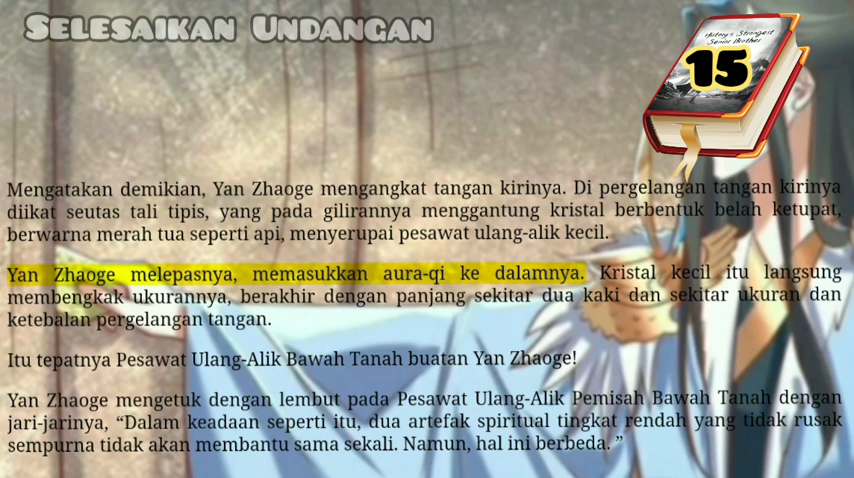 Selesaikan Undangan
History's Strongest
Senior Brother
15
Mengatakan demikian, Yan Zhaoge mengangkat tangan kirinya. Di pergelangan tangan kirinya
diikat seutas tali tipis, yang pada gilirannya menggantung kristal berbentuk belah ketupat,
berwarna merah tua seperti api, menyerupai pesawat ulang-alik kecil.
Yan Zhaoge melepasnya, memasukkan aura-qi ke dalamnya. Kristal kecil itu langsung
membengkak ukurannya, berakhir dengan panjang sekitar dua kaki dan sekitar ukuran dan
ketebalan pergelangan tangan.
Itu tepatnya Pesawat Ulang-Alik Bawah Tanah buatan Yan Zhaoge!
Yan Zhaoge mengetuk dengan lembut pada Pesawat Ulang-Alik Pemisah Bawah Tanah dengan
jari-jarinya, “Dalam keadaan seperti itu, dua artefak spiritual tingkat rendah yang tidak rusak
sempurna tidak akan membantu sama sekali. Namun, hal ini berbeda. ”